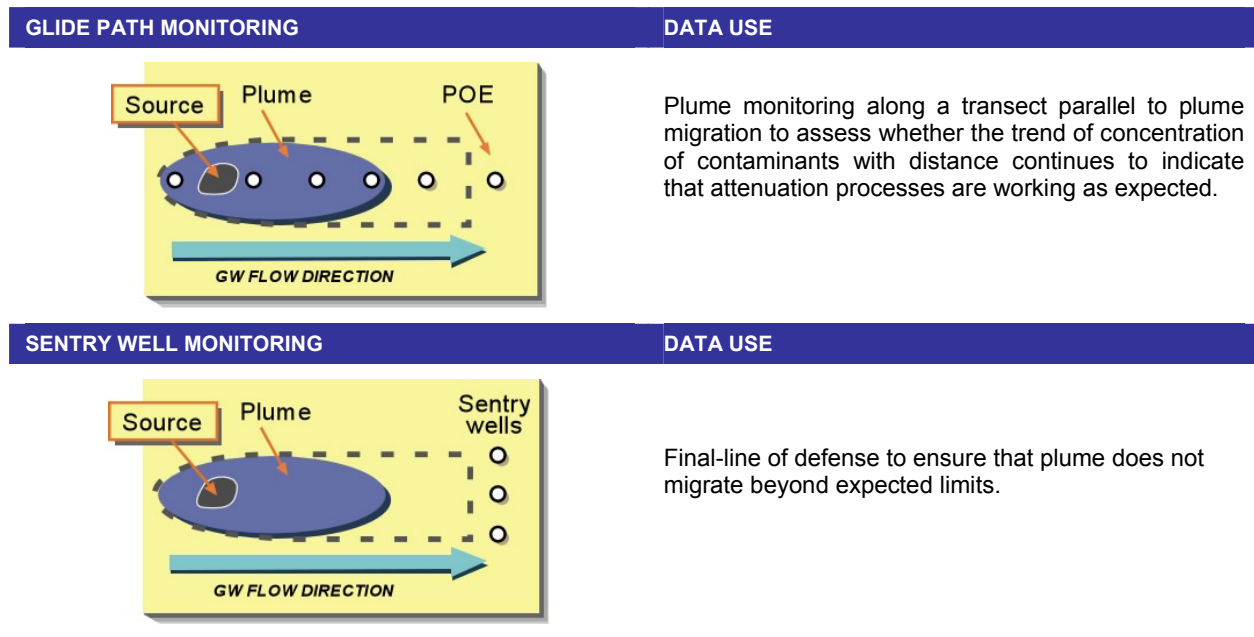 GLIDE PATH MONITORING
DATA USE
Source
Plume
POE
GW FLOW DIRECTION
Plume monitoring along a transect parallel to plume
migration to assess whether the trend of concentration
of contaminants with distance continues to indicate
that attenuation processes are working as expected.
SENTRY WELL MONITORING
DATA USE
Source
Plume
Sentry
wells
GW FLOW DIRECTION
Final-line of defense to ensure that plume does not
migrate beyond expected limits.